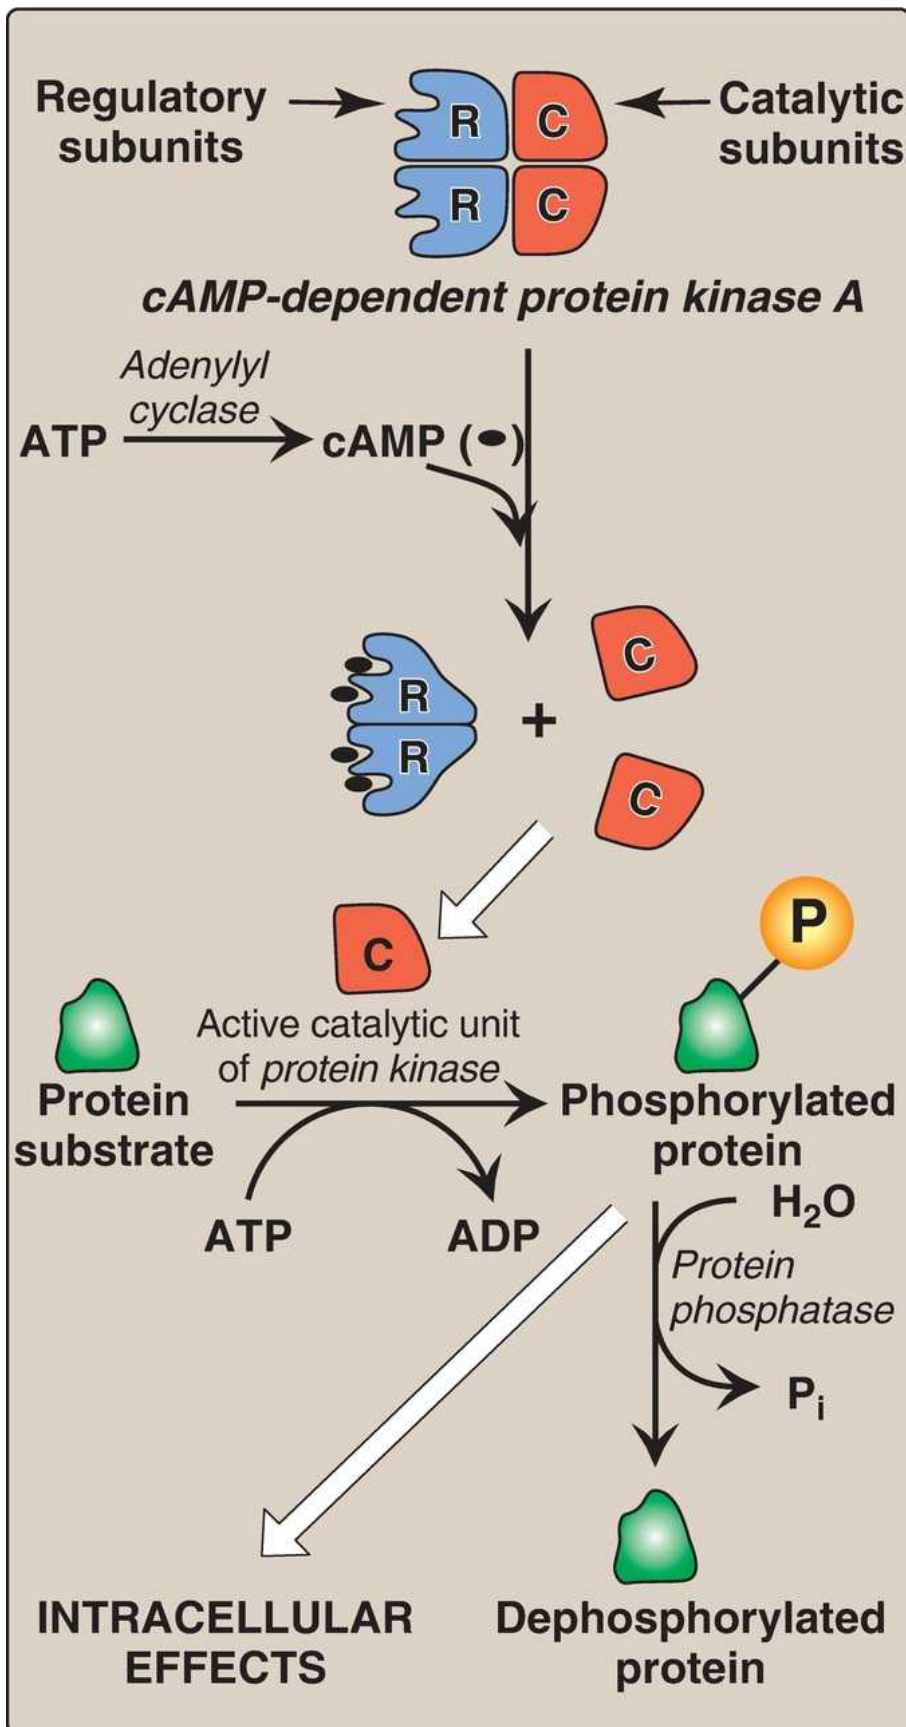 Regulatory
subunits
R
C
R
C
Catalytic
subunits
cAMP-dependent protein kinase A
Adenylyl
cyclase
ATP
cAMP ( )
R
R
+
C
C
C
P
Active catalytic unit
of protein kinase
Protein
substrate
Phosphorylated
protein
ATP
ADP
H₂O
Protein
phosphatase
Pᵢ
INTRACELLULAR
EFFECTS
Dephosphorylated
protein